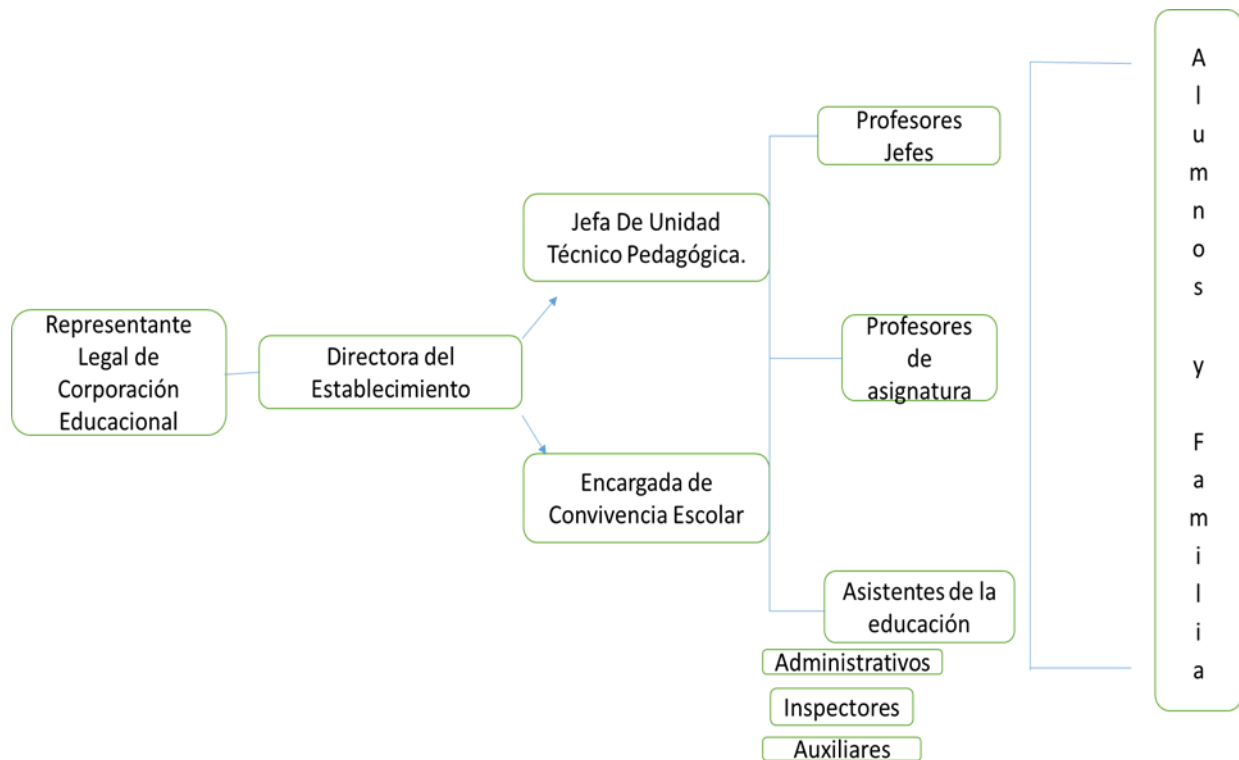 Representante
Legal de
Corporación
Educacional
Directora del
Establecimiento
Jefa De Unidad
Técnico Pedagógica.
Encargada de
Convivencia Escolar
Profesores
Jefes
Profesores
de
asignatura
Asistentes de la
educación
Administrativos
Inspectores
Auxiliares
A
l
u
m
n
o
s
y
F
a
m
i
l
i
a